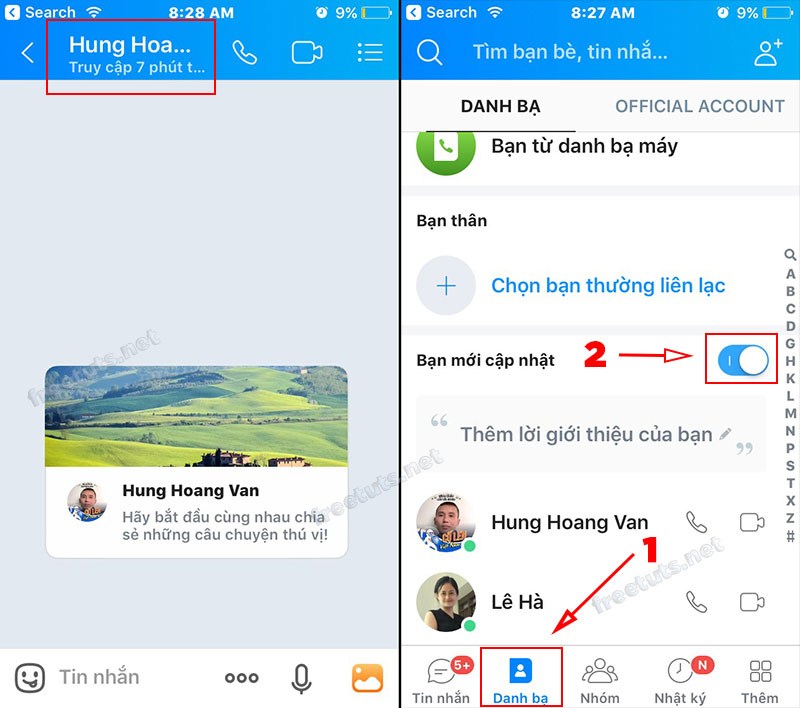 Search
8:28 AM
9%
Hung Hoa...
Truy cập 7 phút t...
freetuts.net
Hung Hoang Van
Hãy bắt đầu cùng nhau chia
sẻ những câu chuyện thú vị!
Tin nhắn
Search
8:27 AM
9%
Tìm bạn bè, tin nhắ...
DANH BẠ
OFFICIAL ACCOUNT
Bạn từ danh bạ máy
Bạn thân
Chọn bạn thường liên lạc
Bạn mới cập nhật
2
“ Thêm lời giới thiệu của bạn ”
freetuts.net
Hung Hoang Van
1
Lê Hà
freetuts.net
A
B
C
D
G
H
K
L
M
N
P
S
T
X
Z
#
5+
N
Tin nhắn
Danh bạ
Nhóm
Nhật ký
Thêm